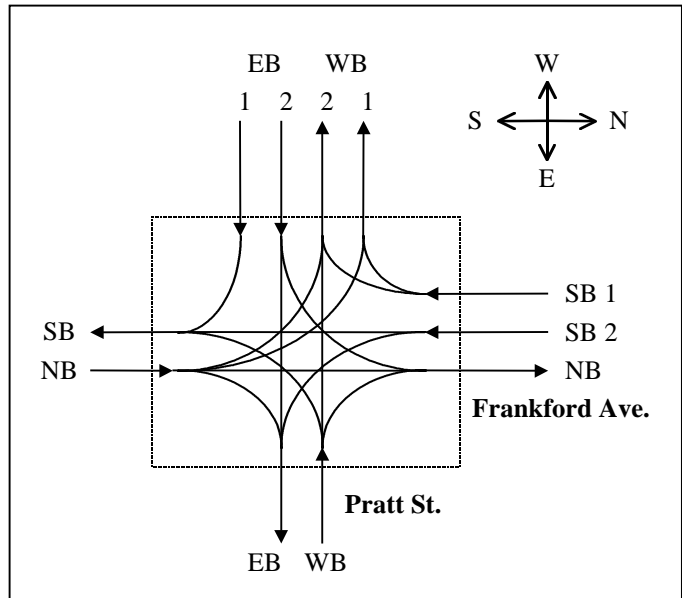 EB WB
W
1 2 2 1
S N
E
SB 1
SB SB 2
NB NB
Frankford Ave.
Pratt St.
EB WB